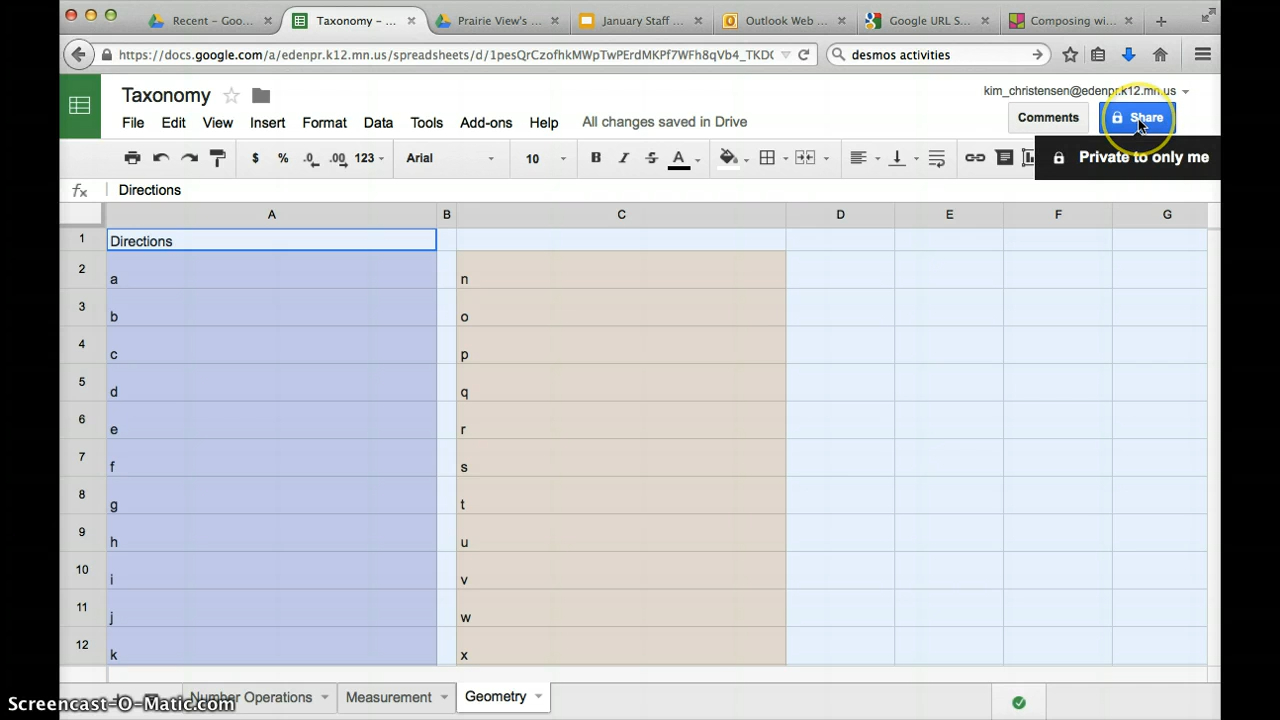 Recent – Goo...
Taxonomy – ...
Prairie View's ...
January Staff ...
Outlook Web ...
Google URL S...
Composing wi...
https://docs.google.com/a/edenpr.k12.mn.us/spreadsheets/d/1pesQrCzofhkMWpTwPErdMKPf7WFh8qVb4_TKD
desmos activities
Taxonomy
kim_christensen@edenpr.k12.mn.us
File Edit View Insert Format Data Tools Add-ons Help All changes saved in Drive
Comments
Share
$ % .0 .00 123 Arial 10 B I S A
Private to only me
fx Directions
A B C D E F G
1 Directions
2 a n
3 b o
4 c p
5 d q
6 e r
7 f s
8 g t
9 h u
10 i v
11 j w
12 k x
Number Operations Measurement Geometry
Screencast-O-Matic.com